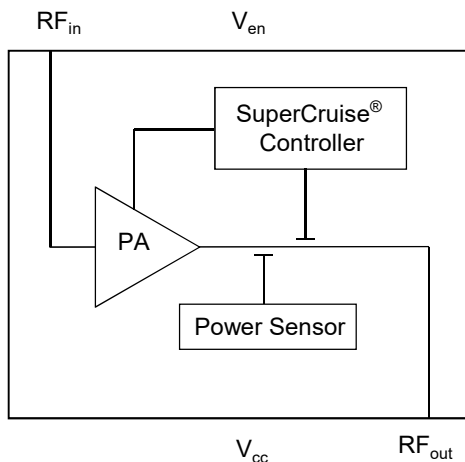 RFin
Ven
SuperCruise®
Controller
PA
Power Sensor
Vcc
RFout